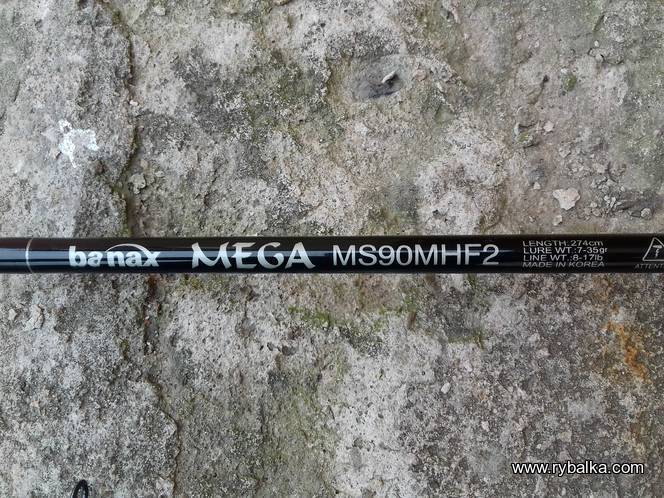 banax MEGA MS90MHF2
LENGTH:274cm
LURE WT.:7-35gr
LINE WT.:8-17lb
MADE IN KOREA
T
www.rybalka.com